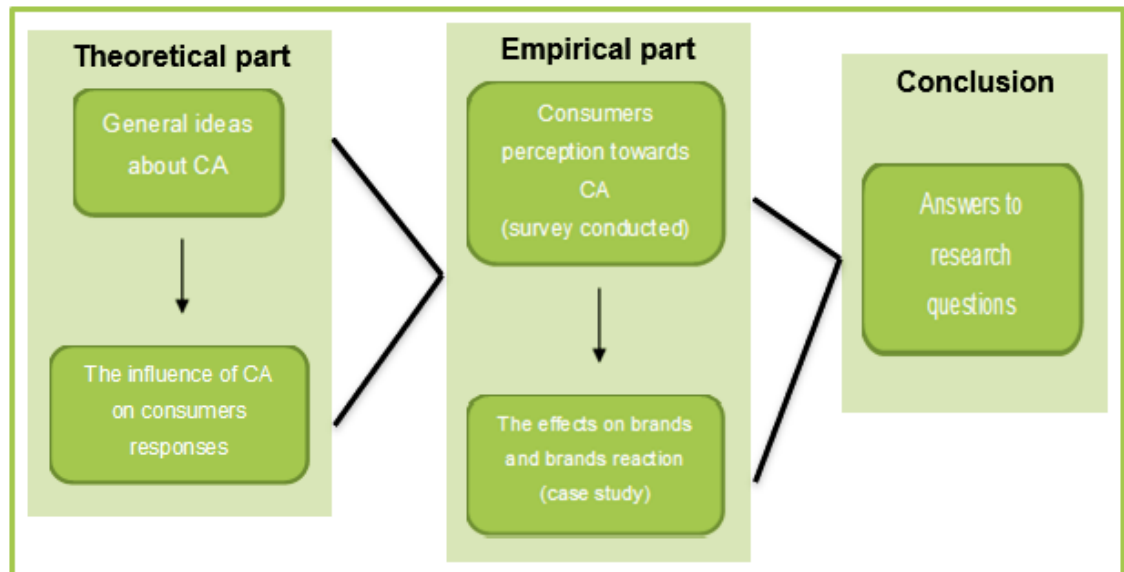 Theoretical part
General ideas
about CA
The influence of CA
on consumers
responses
Empirical part
Consumers
perception towards
CA
(survey conducted)
The effects on brands
and brands reaction
(case study)
Conclusion
Answers to
research
questions